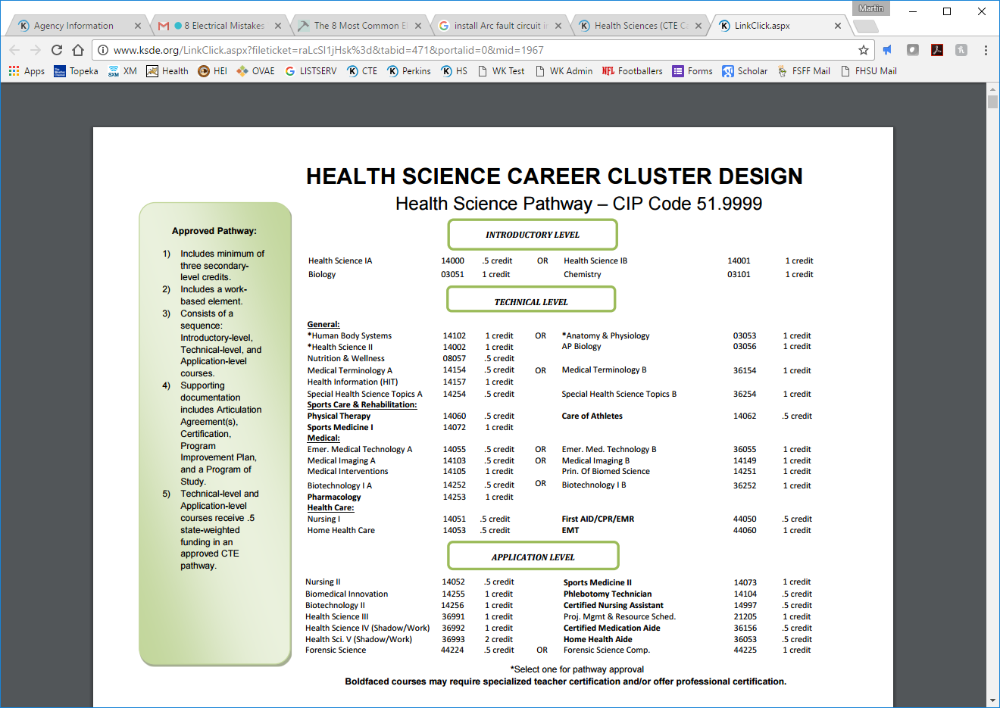 Martin
Agency Information
8 Electrical Mistakes
The 8 Most Common El
install Arc fault circuit in
Health Sciences (CTE Ca
LinkClick.aspx
www.ksde.org/LinkClick.aspx?fileticket=raLcSl1jHsk%3d&tabid=471&portalid=0&mid=1967
Apps Topeka XM Health HEI OVAE LISTSERV CTE Perkins HS WK Test WK Admin Footballers Forms Scholar FSFF Mail FHSU Mail
HEALTH SCIENCE CAREER CLUSTER DESIGN
Health Science Pathway – CIP Code 51.9999
Approved Pathway:
1) Includes minimum of
three secondary-
level credits.
2) Includes a work-
based element.
3) Consists of a
sequence:
Introductory-level,
Technical-level, and
Application-level
courses.
4) Supporting
documentation
includes Articulation
Agreement(s),
Certification,
Program
Improvement Plan,
and a Program of
Study.
5) Technical-level and
Application-level
courses receive .5
state-weighted
funding in an
approved CTE
pathway.
INTRODUCTORY LEVEL
Health Science IA 14000 .5 credit OR Health Science IB 14001 1 credit
Biology 03051 1 credit Chemistry 03101 1 credit
TECHNICAL LEVEL
General:
*Human Body Systems 14102 1 credit OR *Anatomy & Physiology 03053 1 credit
*Health Science II 14002 1 credit AP Biology 03056 1 credit
Nutrition & Wellness 08057 .5 credit
Medical Terminology A 14154 .5 credit OR Medical Terminology B 36154 1 credit
Health Information (HIT) 14157 1 credit
Special Health Science Topics A 14254 .5 credit Special Health Science Topics B 36254 1 credit
Sports Care & Rehabilitation:
Physical Therapy 14060 .5 credit Care of Athletes 14062 .5 credit
Sports Medicine I 14072 1 credit
Medical:
Emer. Medical Technology A 14055 .5 credit OR Emer. Med. Technology B 36055 1 credit
Medical Imaging A 14103 .5 credit OR Medical Imaging B 14149 1 credit
Medical Interventions 14105 1 credit Prin. Of Biomed Science 14251 1 credit
Biotechnology I A 14252 .5 credit OR Biotechnology I B 36252 1 credit
Pharmacology 14253 1 credit
Health Care:
Nursing I 14051 .5 credit First AID/CPR/EMR 44050 .5 credit
Home Health Care 14053 .5 credit EMT 44060 1 credit
APPLICATION LEVEL
Nursing II 14052 .5 credit Sports Medicine II 14073 1 credit
Biomedical Innovation 14255 1 credit Phlebotomy Technician 14104 .5 credit
Biotechnology II 14256 1 credit Certified Nursing Assistant 14997 .5 credit
Health Science III 36991 1 credit Proj. Mgmt & Resource Sched. 21205 1 credit
Health Science IV (Shadow/Work) 36992 1 credit Certified Medication Aide 36156 .5 credit
Health Sci. V (Shadow/Work) 36993 2 credit Home Health Aide 36053 .5 credit
Forensic Science 44224 .5 credit OR Forensic Science Comp. 44225 1 credit
*Select one for pathway approval
Boldfaced courses may require specialized teacher certification and/or offer professional certification.